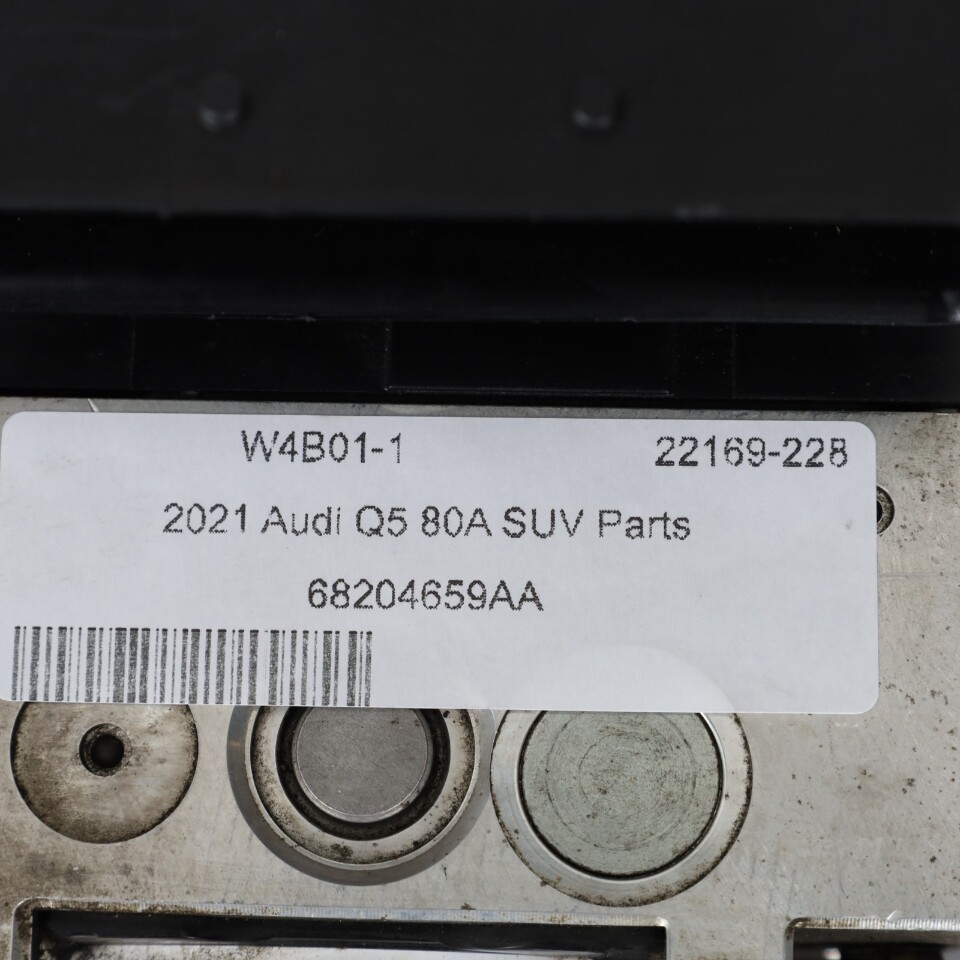 W4B01-1 22169-228
2021 Audi Q5 80A SUV Parts
68204659AA